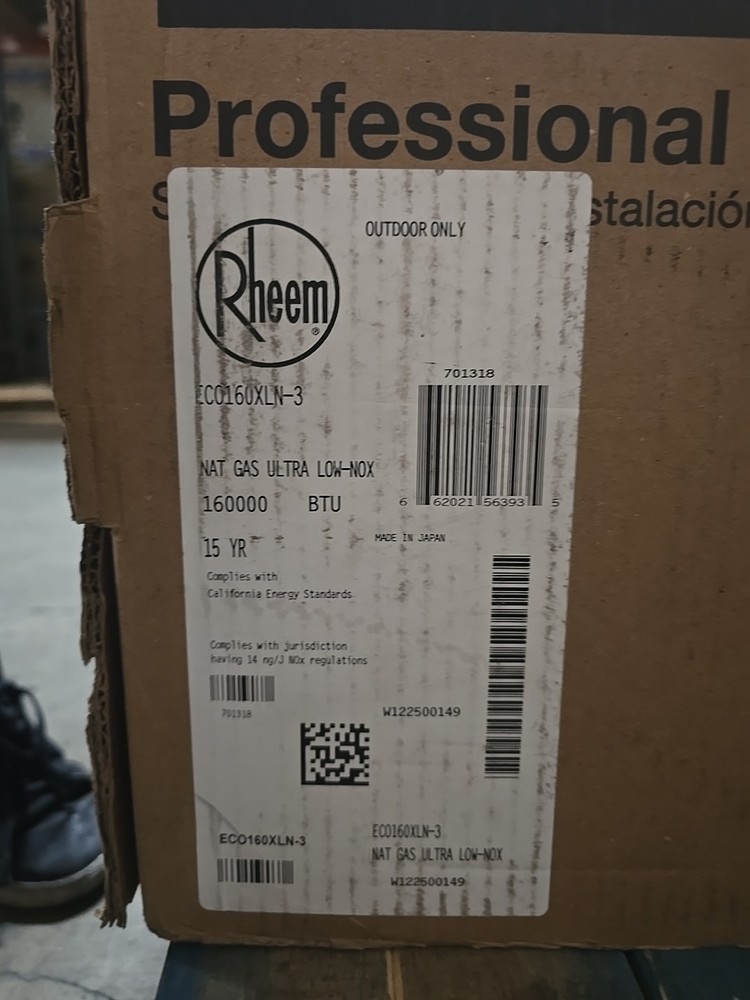 Professional
stalación
OUTDOOR ONLY
Rheem®
701318
ECO160XLN-3
NAT GAS ULTRA LOW-NOX
160000 BTU
6 62021 56393 5
15 YR
MADE IN JAPAN
Complies with
California Energy Standards
Complies with jurisdiction
having 14 ng/J NOx regulations
701318
W122500149
ECO160XLN-3
ECO160XLN-3
NAT GAS ULTRA LOW-NOX
W122500149